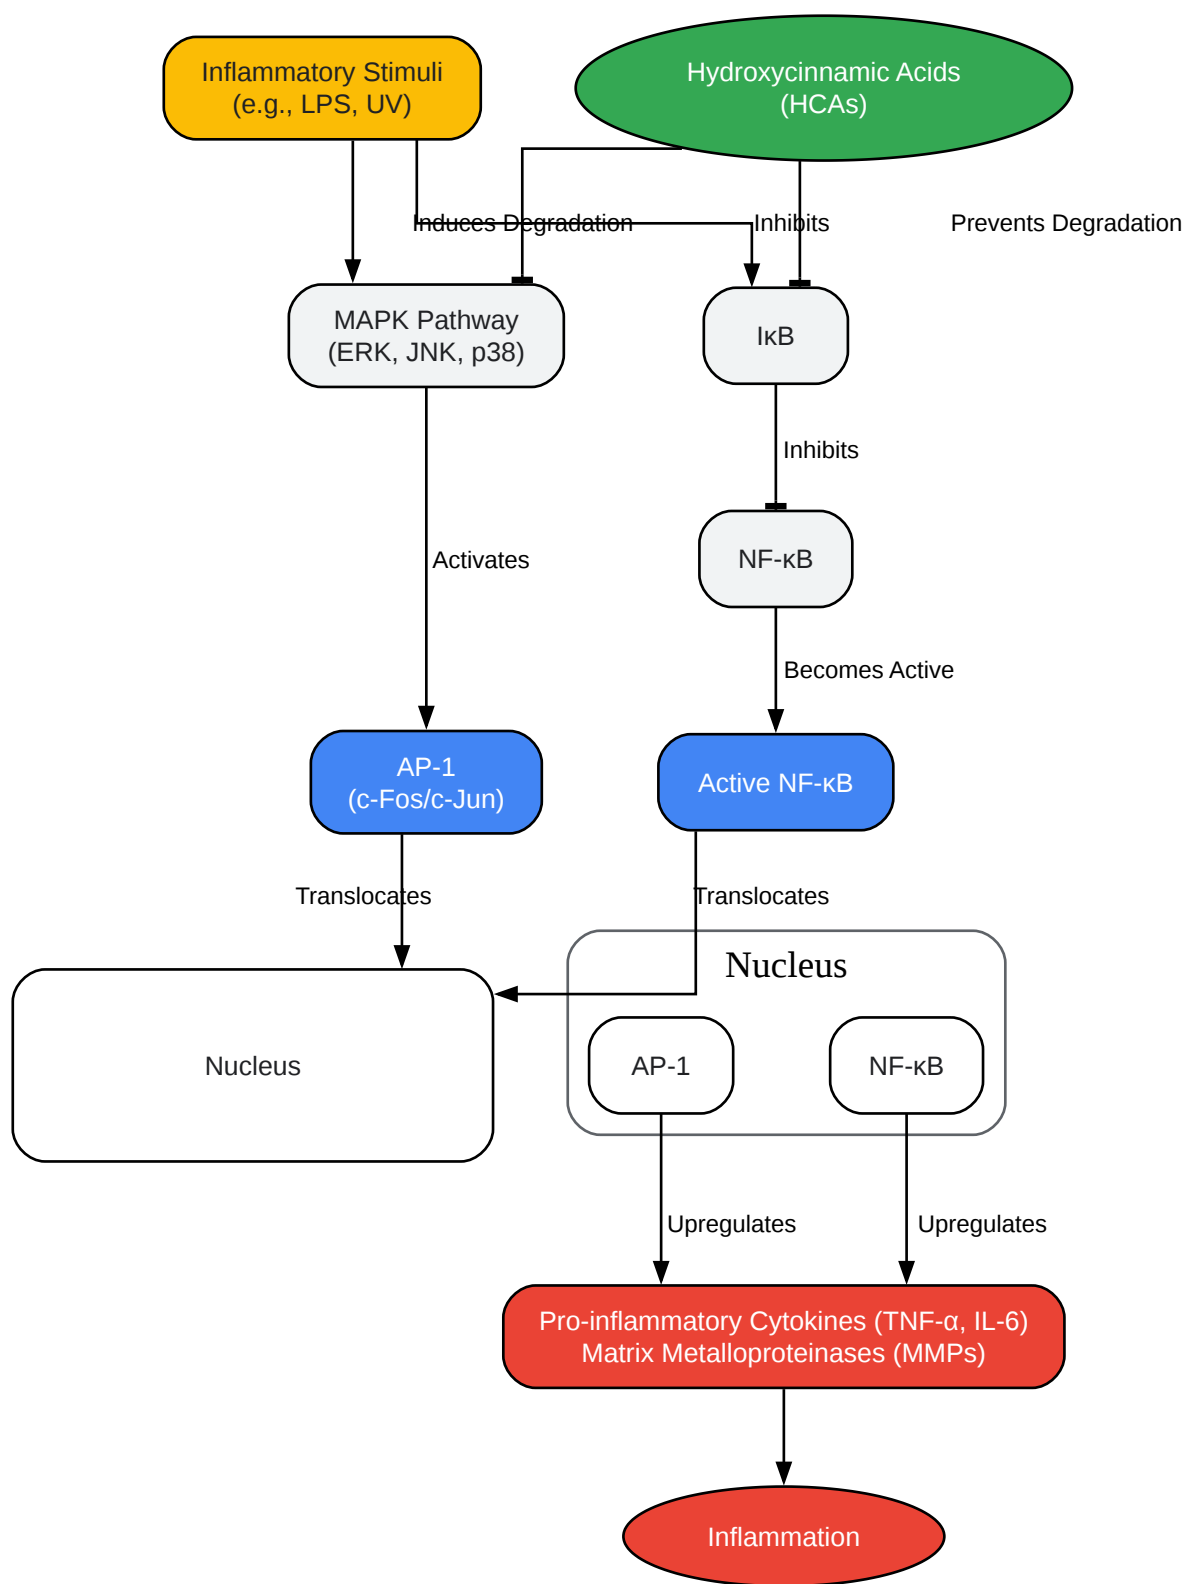 Inflammatory Stimuli
(e.g., LPS, UV)
Hydroxycinnamic Acids
(HCAs)
Induces Degradation
Inhibits
Prevents Degradation
MAPK Pathway
(ERK, JNK, p38)
IκB
Inhibits
NF-κB
Activates
Becomes Active
AP-1
(c-Fos/c-Jun)
Active NF-κB
Translocates
Translocates
Nucleus
Nucleus
AP-1
NF-κB
Upregulates
Upregulates
Pro-inflammatory Cytokines (TNF-α, IL-6)
Matrix Metalloproteinases (MMPs)
Inflammation